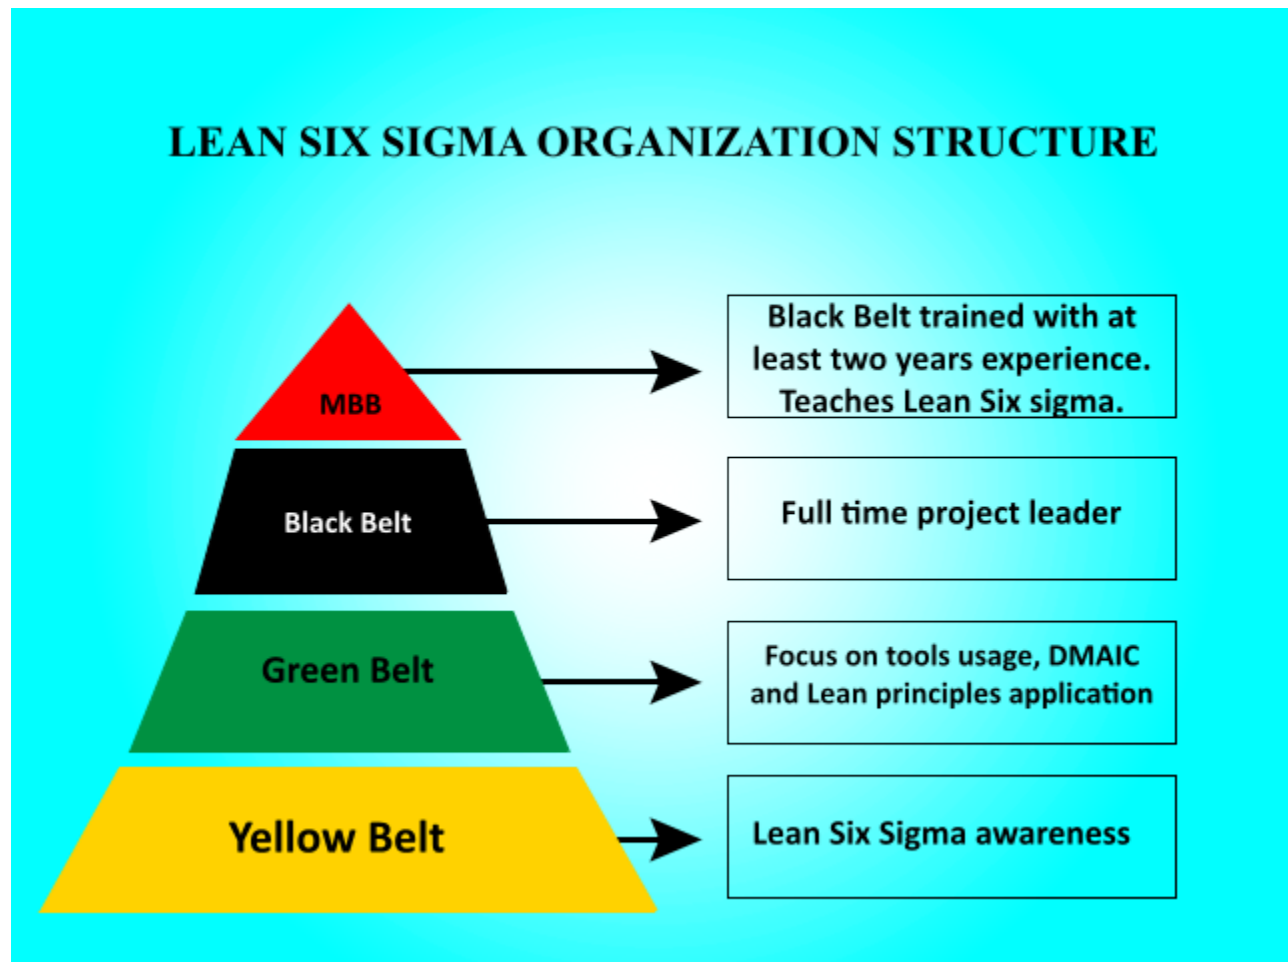 LEAN SIX SIGMA ORGANIZATION STRUCTURE
MBB
Black Belt trained with at
least two years experience.
Teaches Lean Six sigma.
Black Belt
Full time project leader
Green Belt
Focus on tools usage, DMAIC
and Lean principles application
Yellow Belt
Lean Six Sigma awareness